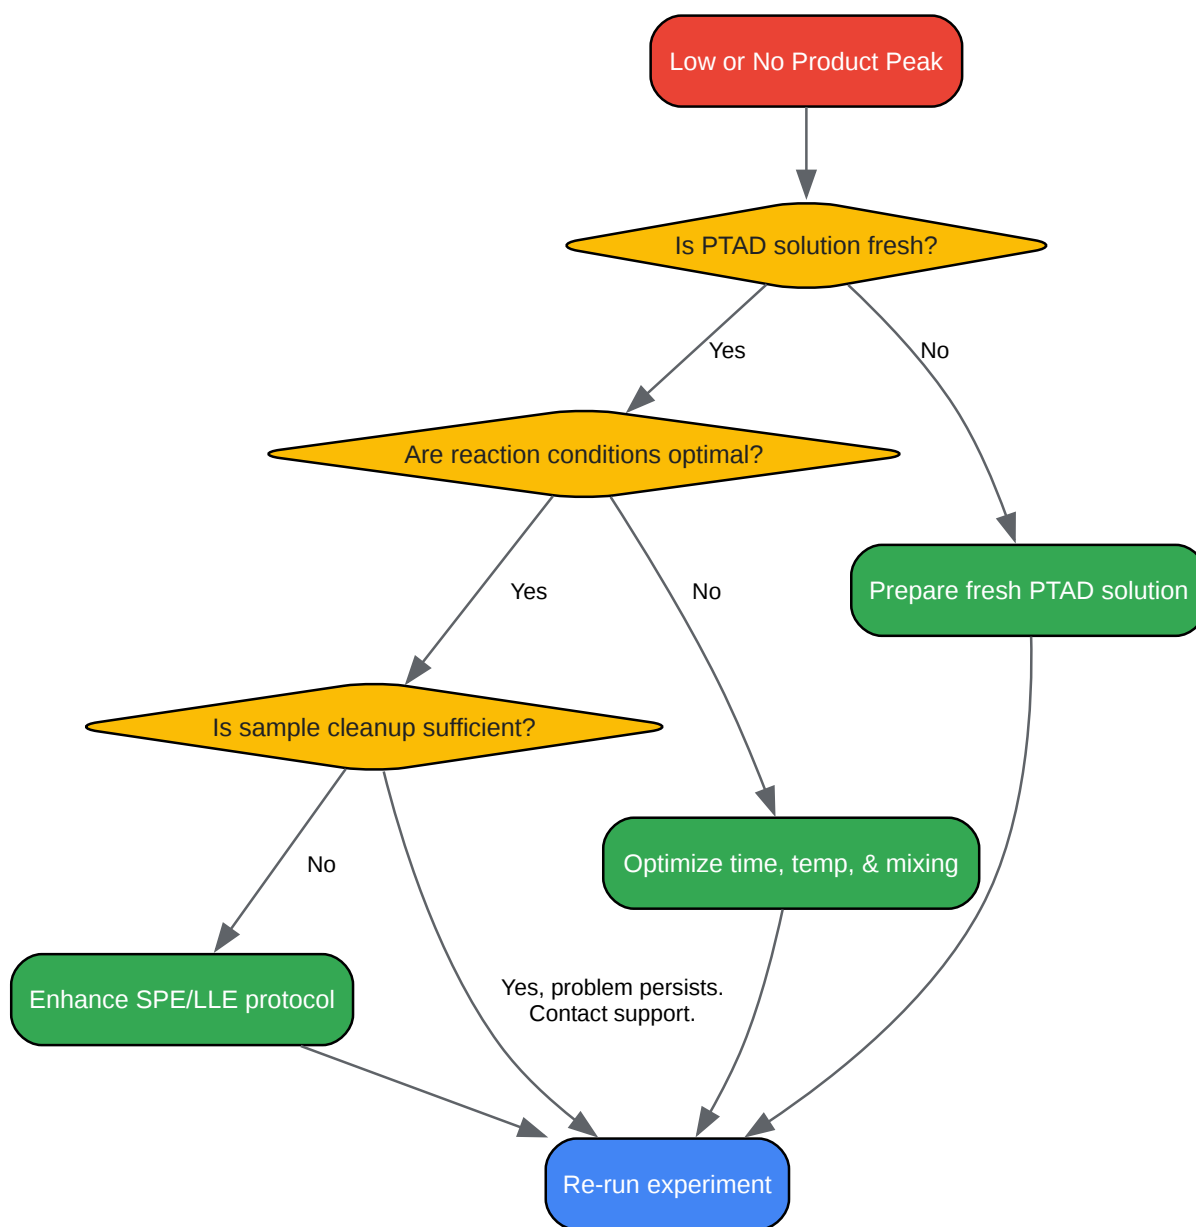 Low or No Product Peak
Is PTAD solution fresh?
Yes
No
Are reaction conditions optimal?
Prepare fresh PTAD solution
Yes
No
Is sample cleanup sufficient?
Optimize time, temp, & mixing
No
Enhance SPE/LLE protocol
Yes, problem persists.
Contact support.
Re-run experiment